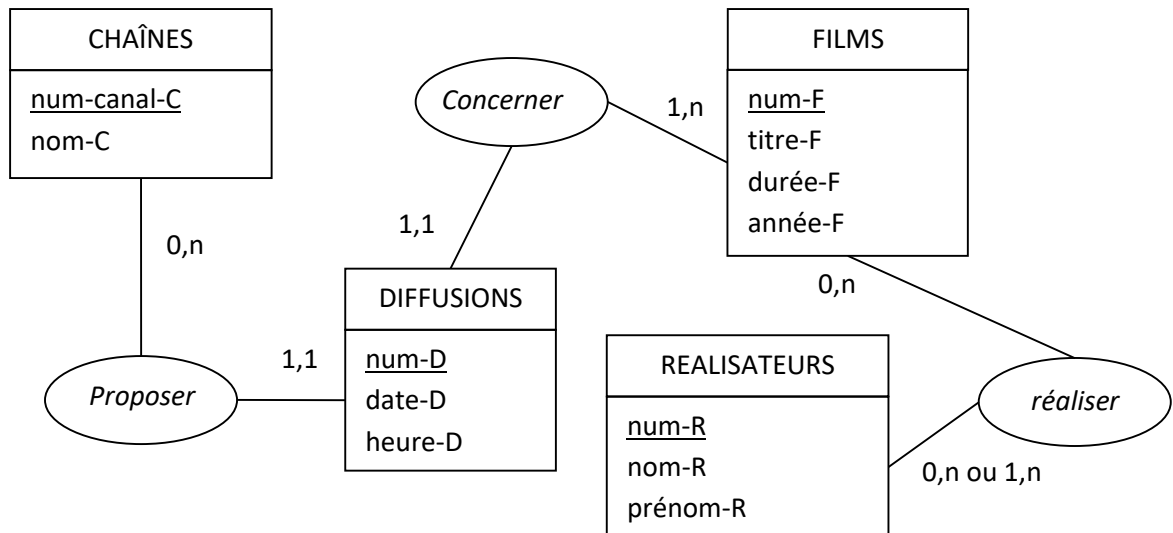 CHAÎNES
num-canal-C
nom-C
0,n
Proposer
1,1
DIFFUSIONS
num-D
date-D
heure-D
1,1
Concerner
1,n
FILMS
num-F
titre-F
durée-F
année-F
0,n
réaliser
0,n ou 1,n
REALISATEURS
num-R
nom-R
prénom-R